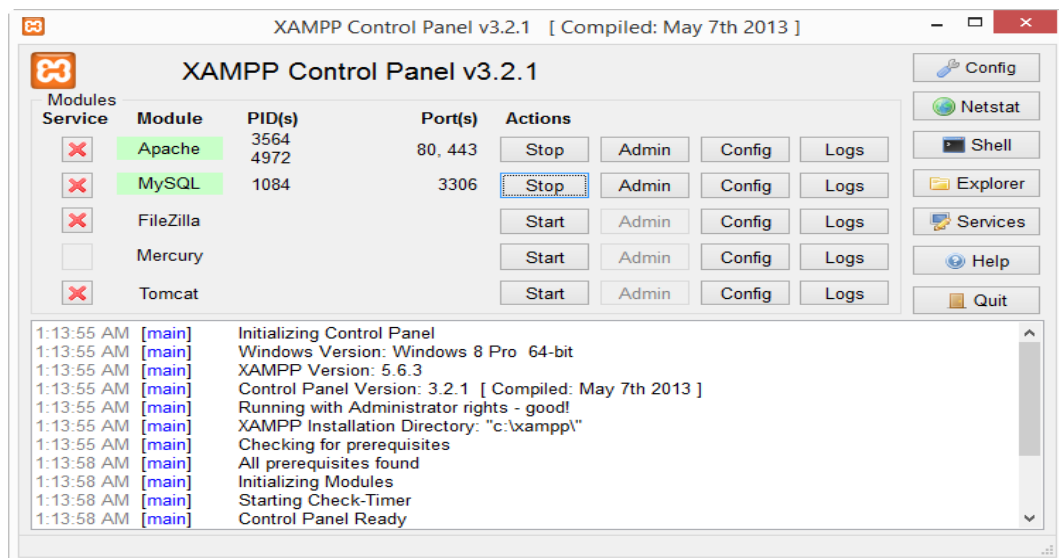 XAMPP Control Panel v3.2.1 [ Compiled: May 7th 2013 ]
XAMPP Control Panel v3.2.1
Config
Modules
Service Module PID(s) Port(s) Actions
Netstat
Apache 3564 4972 80, 443 Stop Admin Config Logs
Shell
MySQL 1084 3306 Stop Admin Config Logs
Explorer
FileZilla Start Admin Config Logs
Services
Mercury Start Admin Config Logs
Help
Tomcat Start Admin Config Logs
Quit
1:13:55 AM [main] Initializing Control Panel
1:13:55 AM [main] Windows Version: Windows 8 Pro 64-bit
1:13:55 AM [main] XAMPP Version: 5.6.3
1:13:55 AM [main] Control Panel Version: 3.2.1 [ Compiled: May 7th 2013 ]
1:13:55 AM [main] Running with Administrator rights - good!
1:13:55 AM [main] XAMPP Installation Directory: "c:\xampp\"
1:13:55 AM [main] Checking for prerequisites
1:13:58 AM [main] All prerequisites found
1:13:58 AM [main] Initializing Modules
1:13:58 AM [main] Starting Check-Timer
1:13:58 AM [main] Control Panel Ready